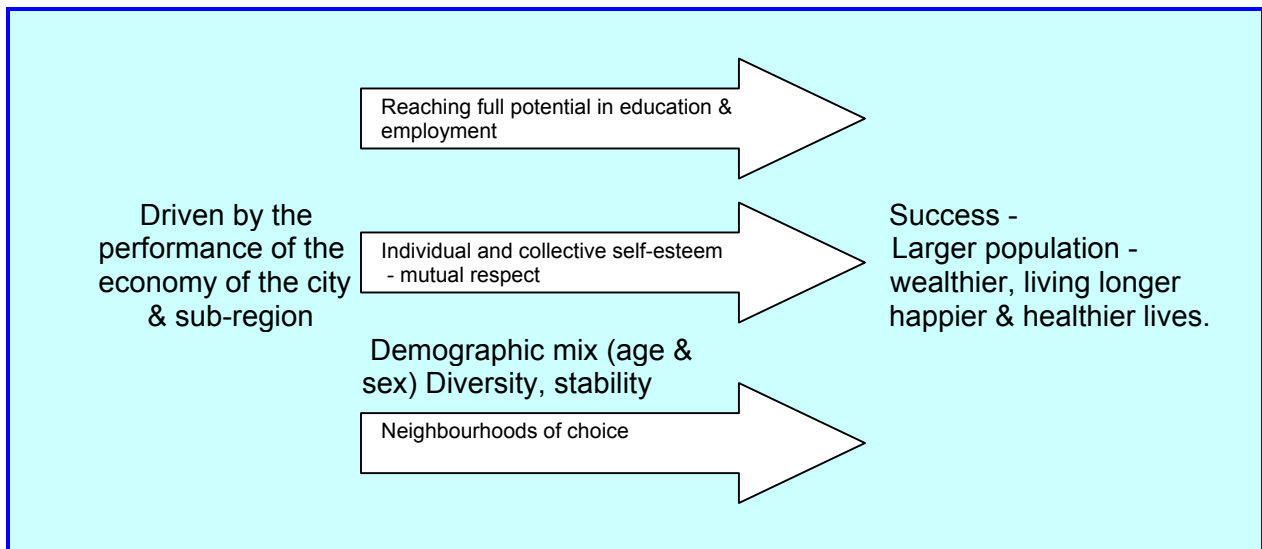 Driven by the
performance of the
economy of the city
& sub-region
Reaching full potential in education &
employment
Individual and collective self-esteem
- mutual respect
Demographic mix (age &
sex) Diversity, stability
Neighbourhoods of choice
Success -
Larger population -
wealthier, living longer
happier & healthier lives.